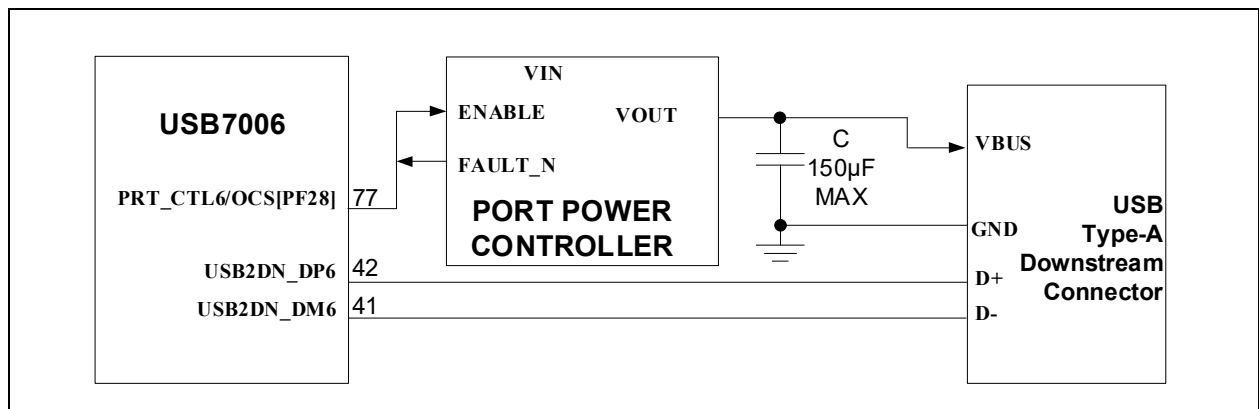 USB7006
PRT_CTL6/OCS[PF28]
77
USB2DN_DP6
42
USB2DN_DM6
41
VIN
ENABLE
VOUT
FAULT_N
PORT POWER
CONTROLLER
C
150µF
MAX
VBUS
GND
D+
D-
USB
Type-A
Downstream
Connector